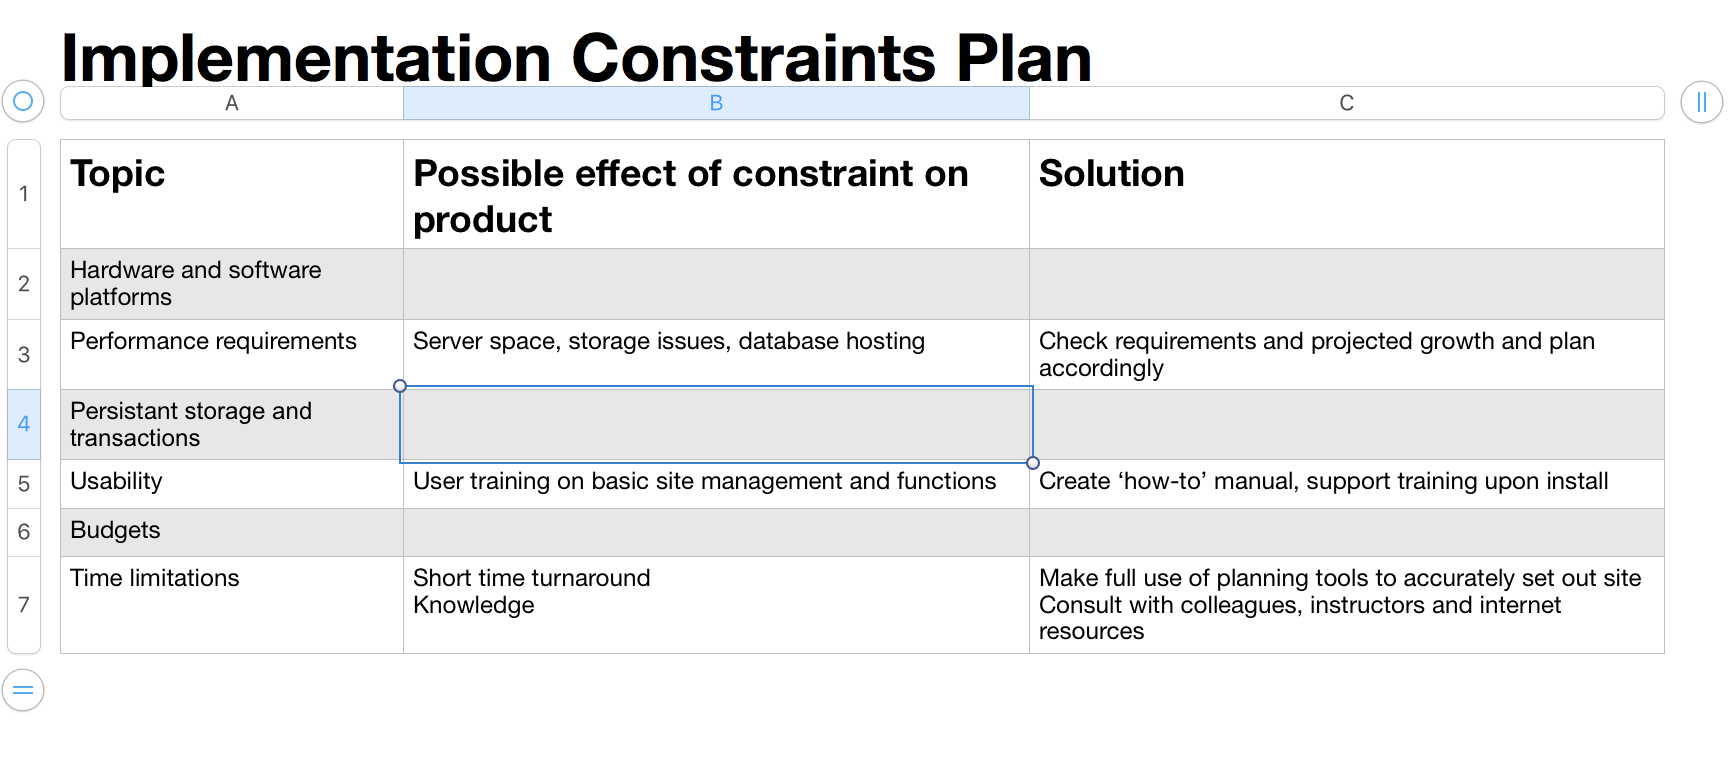 Implementation Constraints Plan
A
B
C
1
Topic
Possible effect of constraint on
product
Solution
2
Hardware and software
platforms
3
Performance requirements
Server space, storage issues, database hosting
Check requirements and projected growth and plan
accordingly
4
Persistant storage and
transactions
5
Usability
User training on basic site management and functions
Create ‘how-to’ manual, support training upon install
6
Budgets
7
Time limitations
Short time turnaround
Knowledge
Make full use of planning tools to accurately set out site
Consult with colleagues, instructors and internet
resources